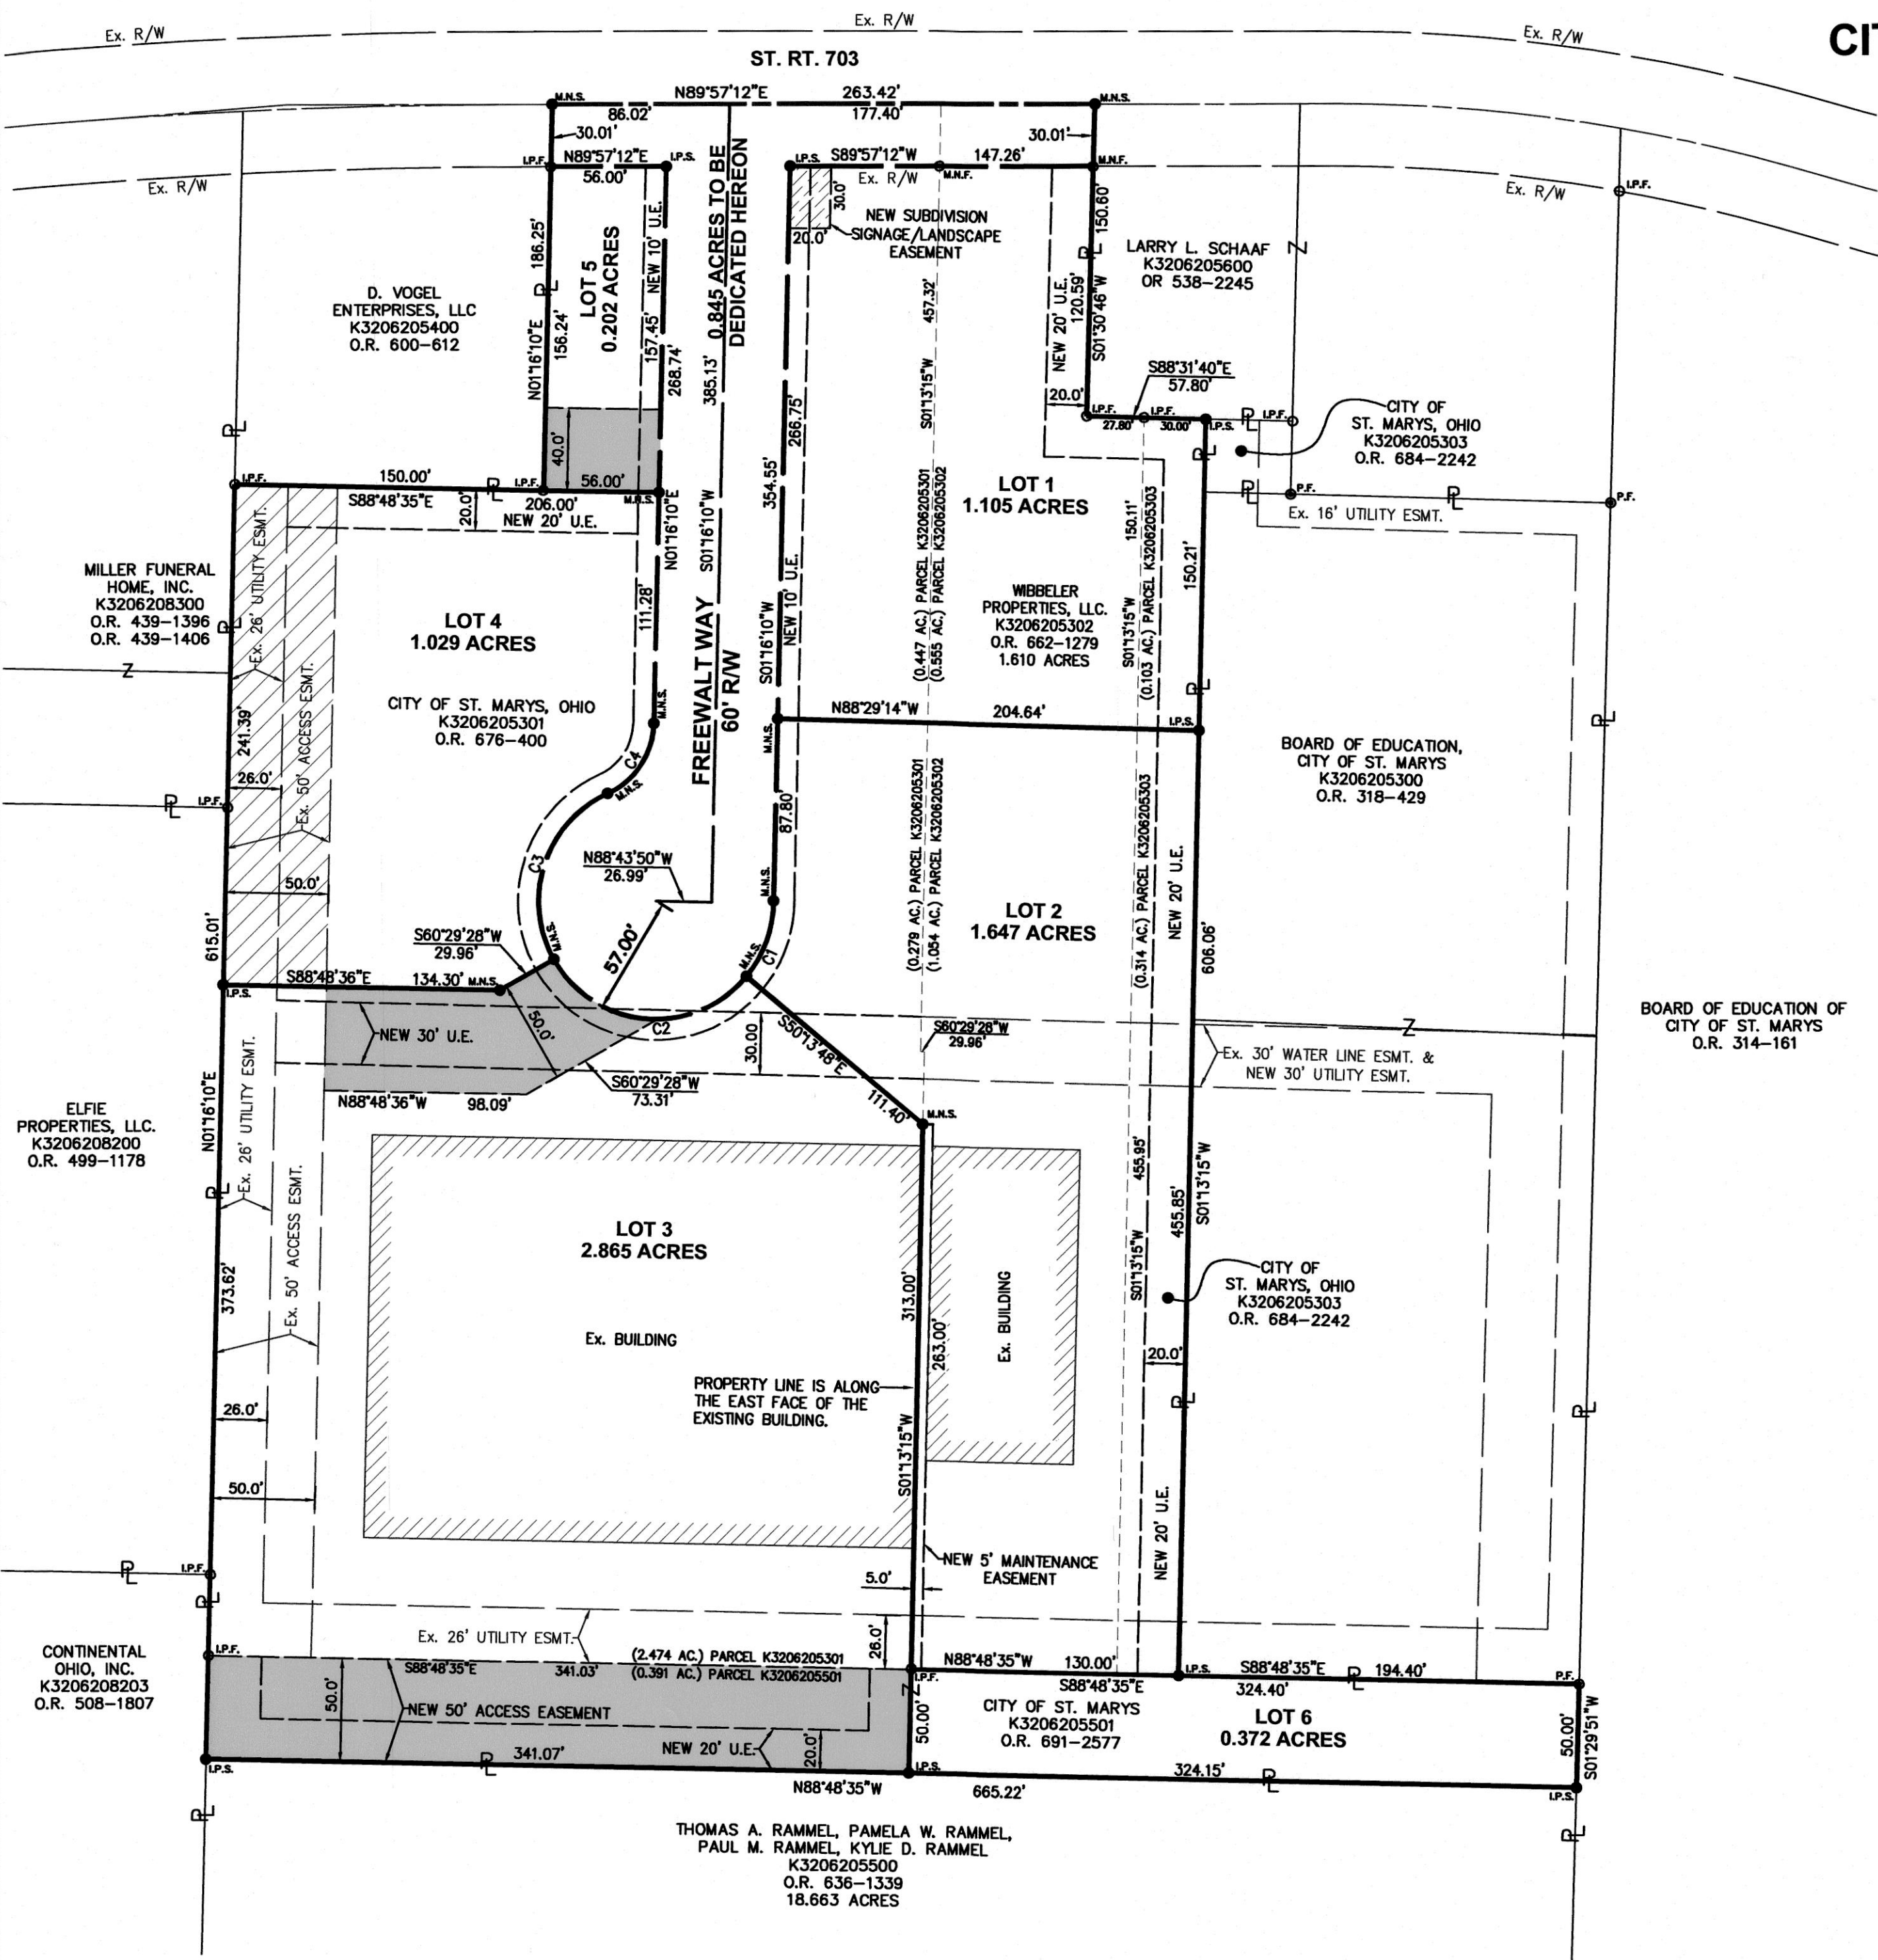 Ex. R/W
Ex. R/W
Ex. R/W
CIT
ST. RT. 703
M.N.S.
N89°57'12"E
263.42'
M.N.S.
86.02'
177.40'
30.01'
30.01'
I.P.F.
N89°57'12"E
I.P.S.
I.P.S.
S89°57'12"W
147.26'
M.N.F.
56.00'
Ex. R/W
M.N.F.
Ex. R/W
Ex. R/W
I.P.F.
186.25'
N01°16'10"E
156.24'
LOT 5
0.202 ACRES
NEW 10' U.E.
157.45'
268.74'
0.845 ACRES TO BE
DEDICATED HEREON
385.13'
30.0'
20.0'
NEW SUBDIVISION
SIGNAGE/LANDSCAPE
EASEMENT
150.60'
NEW 20' U.E.
120.59'
S01°30'46"W
LARRY L. SCHAAF
K3206205600
OR 538-2245
D. VOGEL
ENTERPRISES, LLC
K3206205400
O.R. 600-612
457.32'
S01°13'15"W
266.75'
354.55'
S88°31'40"E
57.80'
20.0'
I.P.F.
I.P.F.
27.80'
30.00'
I.P.S.
I.P.F.
CITY OF
ST. MARYS, OHIO
K3206205303
O.R. 684-2242
40.0'
I.P.F.
150.00'
S88°48'35"E
I.P.F.
56.00'
206.00'
M.N.S.
20.0'
NEW 20' U.E.
LOT 1
1.105 ACRES
P.F.
P.F.
Ex. 16' UTILITY ESMT.
N01°16'10"E
S01°16'10"W
111.28'
150.11'
150.21'
(0.447 AC.) PARCEL K3206205301
(0.555 AC.) PARCEL K3206205302
S01°13'15"W
(0.103 AC.) PARCEL K3206205303
Ex. 26' UTILITY ESMT.
MILLER FUNERAL
HOME, INC.
K3206208300
O.R. 439-1396
O.R. 439-1406
LOT 4
1.029 ACRES
CITY OF ST. MARYS, OHIO
K3206205301
O.R. 676-400
WIBBELER
PROPERTIES, LLC.
K3206205302
O.R. 662-1279
1.610 ACRES
NEW 10' U.E.
S01°16'10"W
FREEWALT WAY
60' R/W
Ex. 50' ACCESS ESMT.
241.39'
M.N.S.
M.N.S.
N88°29'14"W
204.64'
I.P.S.
26.0'
I.P.F.
C4
M.N.S.
87.80'
BOARD OF EDUCATION,
CITY OF ST. MARYS
K3206205300
O.R. 318-429
(0.279 AC.) PARCEL K3206205301
(1.054 AC.) PARCEL K3206205302
(0.314 AC.) PARCEL K3206205303
NEW 20' U.E.
C3
N88°43'50"W
26.99'
50.0'
M.N.S.
LOT 2
1.647 ACRES
615.01'
606.06'
S60°29'28"W
29.96'
M.N.S.
57.00'
M.N.S.
C1
S88°48'36"E
134.30'
M.N.S.
I.P.S.
NEW 30' U.E.
50.0'
C2
30.00
S50°13'48"E
S60°29'28"W
29.96'
BOARD OF EDUCATION OF
CITY OF ST. MARYS
O.R. 314-161
Ex. 30' WATER LINE ESMT. &
NEW 30' UTILITY ESMT.
S60°29'28"W
73.31'
N88°48'36"W
98.09'
111.40'
M.N.S.
Ex. 26' UTILITY ESMT.
N01°16'10"E
ELFIE
PROPERTIES, LLC.
K3206208200
O.R. 499-1178
Ex. 50' ACCESS ESMT.
373.62'
LOT 3
2.865 ACRES
Ex. BUILDING
455.95'
S01°13'15"W
455.85'
S01°13'15"W
CITY OF
ST. MARYS, OHIO
K3206205303
O.R. 684-2242
313.00'
263.00'
Ex. BUILDING
20.0'
PROPERTY LINE IS ALONG
THE EAST FACE OF THE
EXISTING BUILDING.
26.0'
S01°13'15"W
50.0'
NEW 20' U.E.
NEW 5' MAINTENANCE
EASEMENT
I.P.F.
5.0'
Ex. 26' UTILITY ESMT.
26.0'
CONTINENTAL
OHIO, INC.
K3206208203
O.R. 508-1807
I.P.F.
S88°48'35"E
341.03'
(2.474 AC.) PARCEL K3206205301
(0.391 AC.) PARCEL K3206205501
N88°48'35"W
130.00'
I.P.F.
S88°48'35"E
I.P.S.
S88°48'35"E
194.40'
324.40'
P.F.
50.0'
NEW 50' ACCESS EASEMENT
50.00'
CITY OF ST. MARYS
K3206205501
O.R. 691-2577
LOT 6
0.372 ACRES
50.00'
S01°29'51"W
341.07'
NEW 20' U.E.
20.0'
I.P.S.
N88°48'35"W
I.P.S.
665.22'
324.15'
I.P.S.
THOMAS A. RAMMEL, PAMELA W. RAMMEL,
PAUL M. RAMMEL, KYLIE D. RAMMEL
K3206205500
O.R. 636-1339
18.663 ACRES